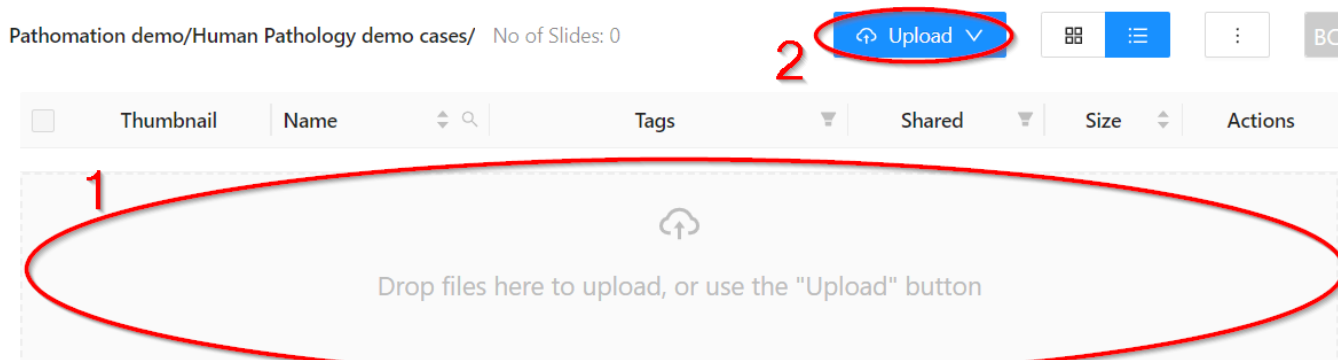 Pathomation demo/Human Pathology demo cases/ No of Slides: 0 2 Upload BC
Thumbnail Name Tags Shared Size Actions
1
Drop files here to upload, or use the "Upload" button